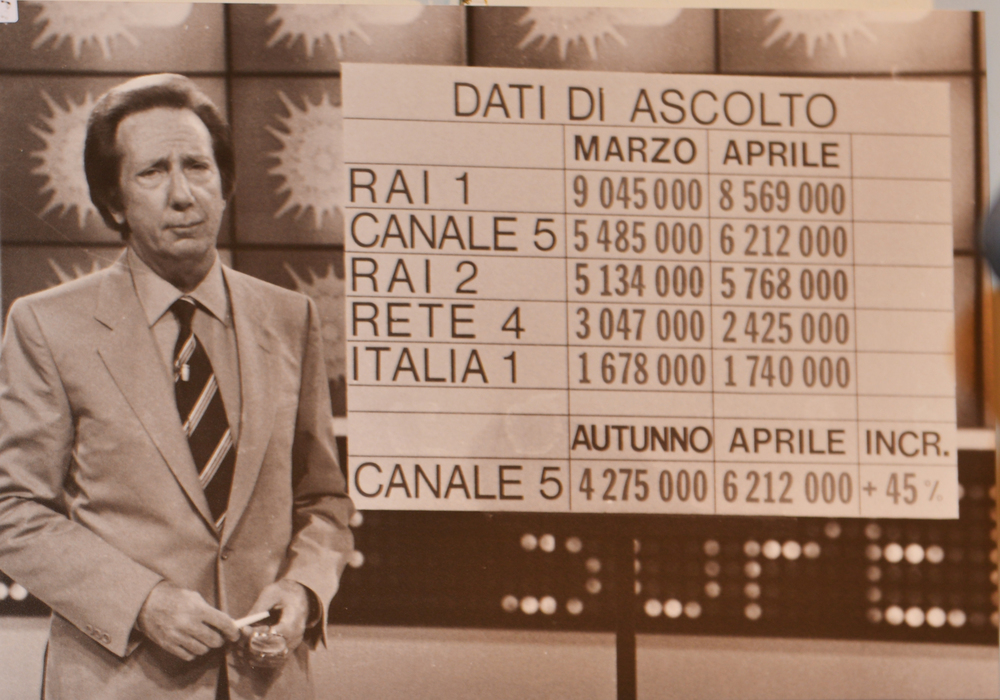 DATI DI ASCOLTO
MARZO APRILE
RAI 1 9 045 000 8 569 000
CANALE 5 5 485 000 6 212 000
RAI 2 5 134 000 5 768 000
RETE 4 3 047 000 2 425 000
ITALIA 1 1 678 000 1 740 000
AUTUNNO APRILE INCR.
CANALE 5 4 275 000 6 212 000 + 45 %